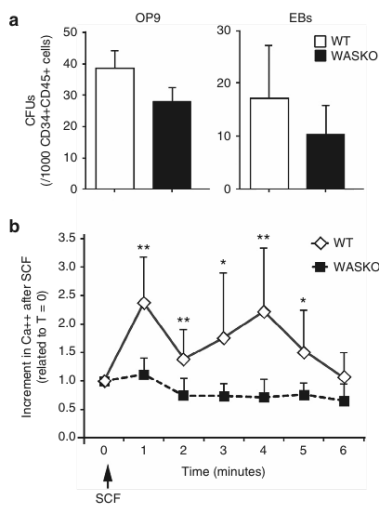 a
OP9
EBs
CFUs
(/1000 CD34+CD45+ cells)
50
40
30
20
10
0
30
20
10
0
WT
WASKO
b
Increment in Ca++ after SCF
(related to T = 0)
3.5
3.0
2.5
2.0
1.5
1.0
0.5
0.0
**
**
*
**
*
WT
WASKO
0 1 2 3 4 5 6
Time (minutes)
SCF